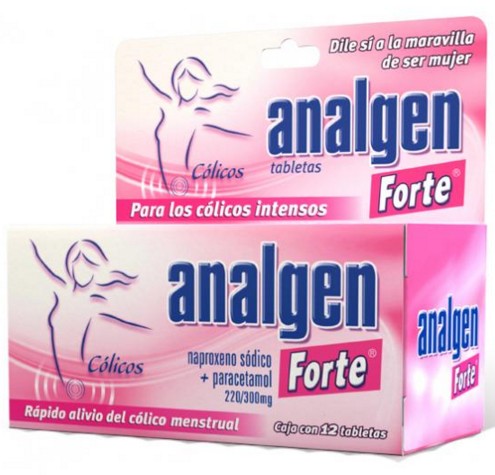 Dile sí a la maravilla
de ser mujer
analgen
tabletas
Forte®
Cólicos
Para los cólicos intensos
analgen
naproxeno sódico
+ paracetamol
220/300mg
Forte®
Cólicos
Rápido alivio del cólico menstrual
Caja con 12 tabletas
analgen
Forte®